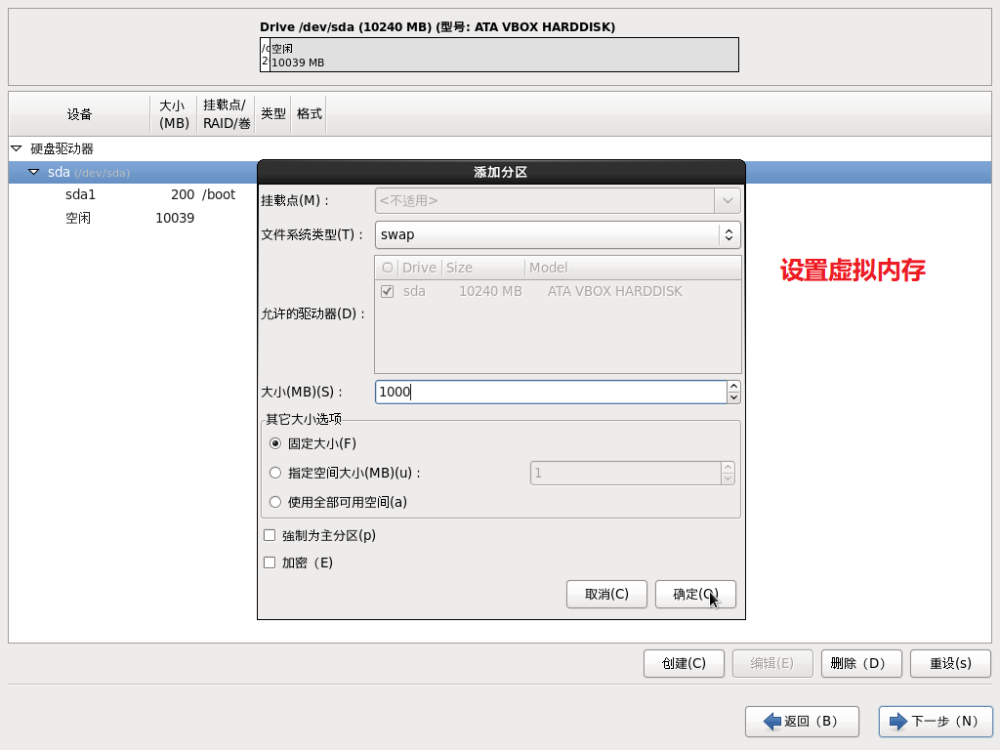 Drive /dev/sda (10240 MB) (型号: ATA VBOX HARDDISK)
空闲
10039 MB
设备 大小(MB) 挂载点/RAID/卷 类型 格式
硬盘驱动器
sda (/dev/sda)
sda1 200 /boot
空闲 10039
添加分区
挂载点(M)：<不适用>
文件系统类型(T)：swap
Drive Size Model
sda 10240 MB ATA VBOX HARDDISK
允许的驱动器(D)：
大小(MB)(S)：1000
其它大小选项
固定大小(F)
指定空间大小(MB)(u)：1
使用全部可用空间(a)
強制为主分区(p)
加密（E)
取消(C) 确定(O)
设置虚拟内存
创建(C) 编辑(E) 删除（D） 重设(s)
返回（B） 下一步（N）